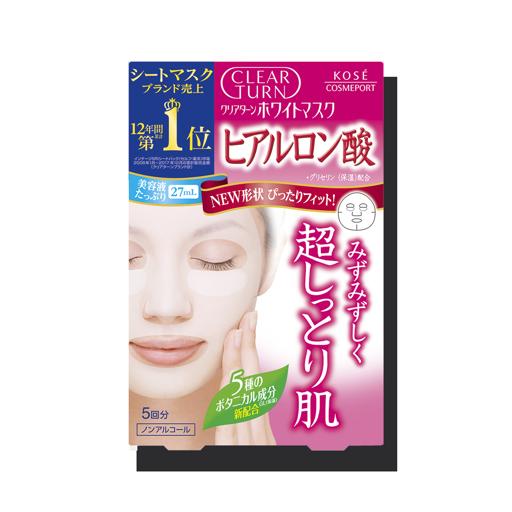 シートマスク
ブランド売上
12年間
第1位
CLEAR
TURN
KOSÉ
COSMEPORT
クリアターンホワイトマスク
ヒアルロン酸
+グリセリン(保湿)配合
美容液
たっぷり
27mL
NEW形状 ぴったりフィット!
みずみずしく
超しっとり肌
5種の
ボタニカル成分
新配合
5回分
ノンアルコール